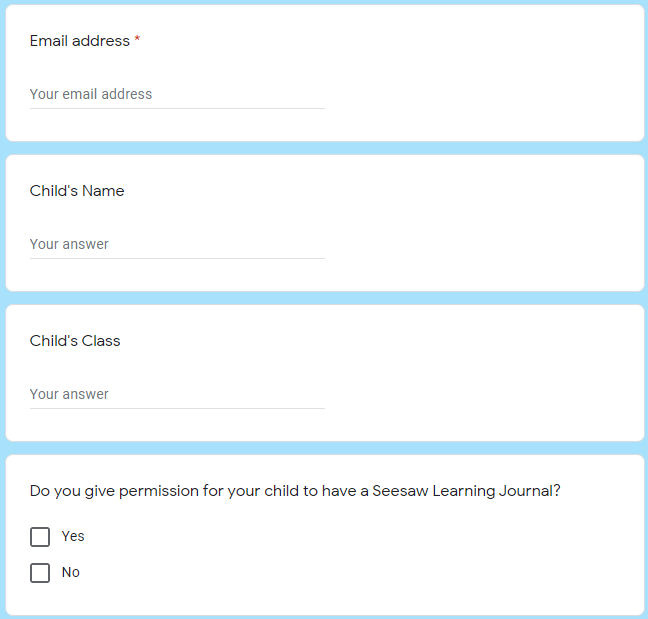 Email address *
Your email address
Child's Name
Your answer
Child's Class
Your answer
Do you give permission for your child to have a Seesaw Learning Journal?
Yes
No